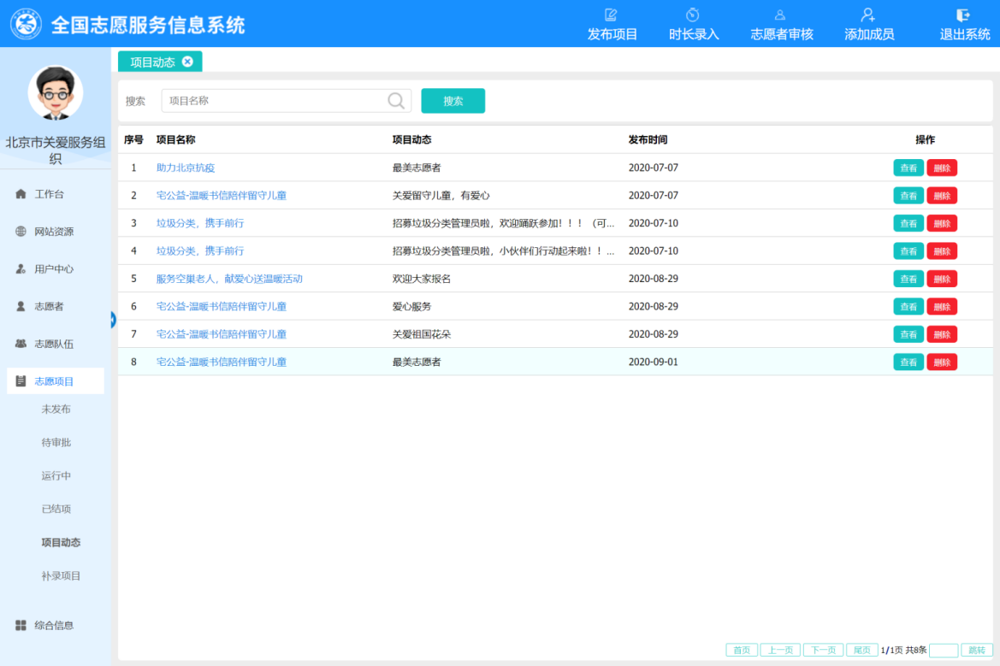 全国志愿服务信息系统
发布项目 时长录入 志愿者审核 添加成员 退出系统
北京市关爱服务组
织
工作台
网站资源
用户中心
志愿者
志愿队伍
志愿项目
未发布
待审批
运行中
已结项
项目动态
补录项目
综合信息
项目动态
搜索 项目名称 搜索
序号 项目名称 项目动态 发布时间 操作
1 助力北京抗疫 最美志愿者 2020-07-07 查看 删除
2 宅公益-温暖书信陪伴留守儿童 关爱留守儿童，有爱心 2020-07-07 查看 删除
3 垃圾分类，携手前行 招募垃圾分类管理员啦，欢迎踊跃参加！！！（可... 2020-07-10 查看 删除
4 垃圾分类，携手前行 招募垃圾分类管理员啦，小伙伴们行动起来啦！！... 2020-07-10 查看 删除
5 服务空巢老人，献爱心送温暖活动 欢迎大家报名 2020-08-29 查看 删除
6 宅公益-温暖书信陪伴留守儿童 爱心服务 2020-08-29 查看 删除
7 宅公益-温暖书信陪伴留守儿童 关爱祖国花朵 2020-08-29 查看 删除
8 宅公益-温暖书信陪伴留守儿童 最美志愿者 2020-09-01 查看 删除
首页 上一页 下一页 尾页 1/1页 共8条 跳转